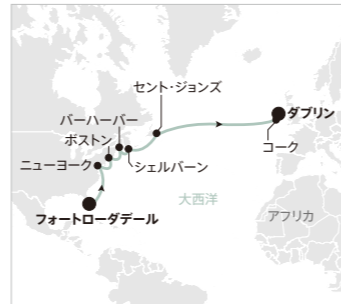 セント・ジョンズ
バーハーバー
ボストン
ニューヨーク
ダブリン
コーク
シェルバーン
大西洋
アフリカ
フォートローダデール